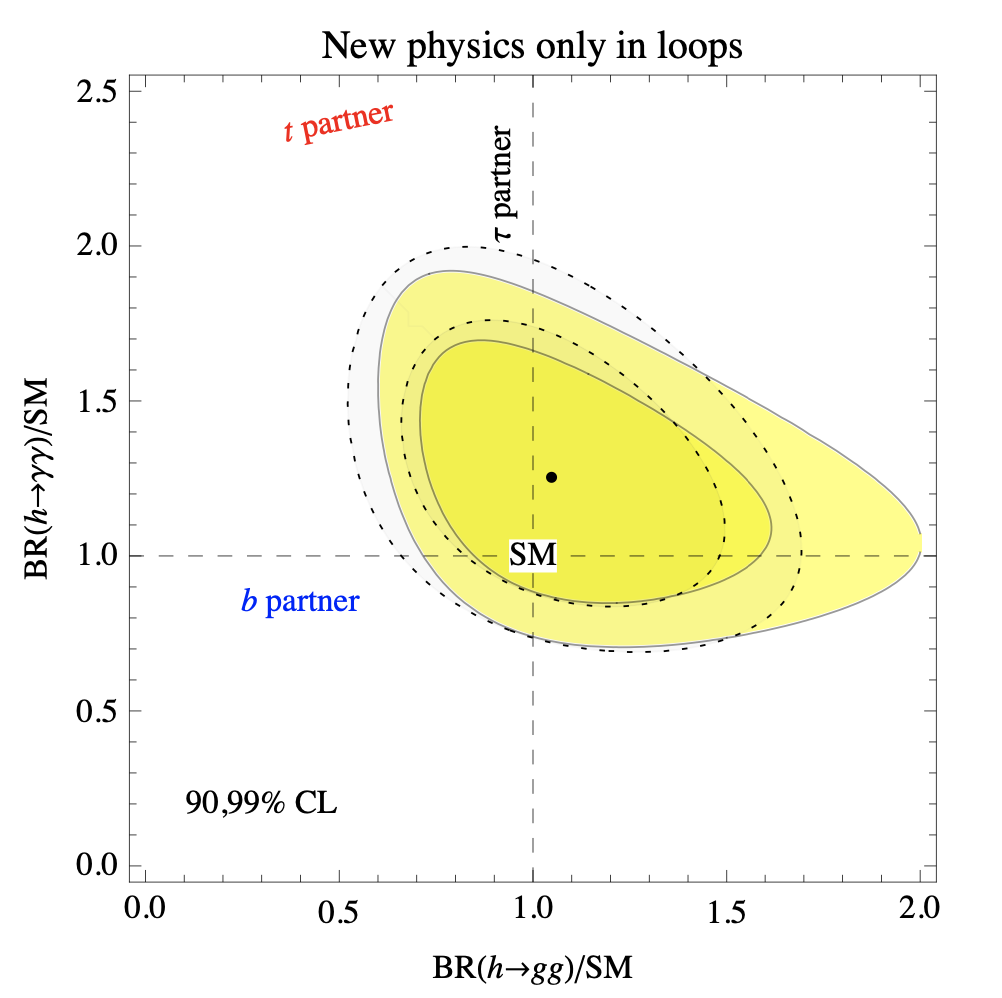 New physics only in loops
2.5
2.0
1.5
1.0
0.5
0.0
BR(h→γγ)/SM
t partner
τ partner
SM
b partner
90,99% CL
0.0 0.5 1.0 1.5 2.0
BR(h→gg)/SM